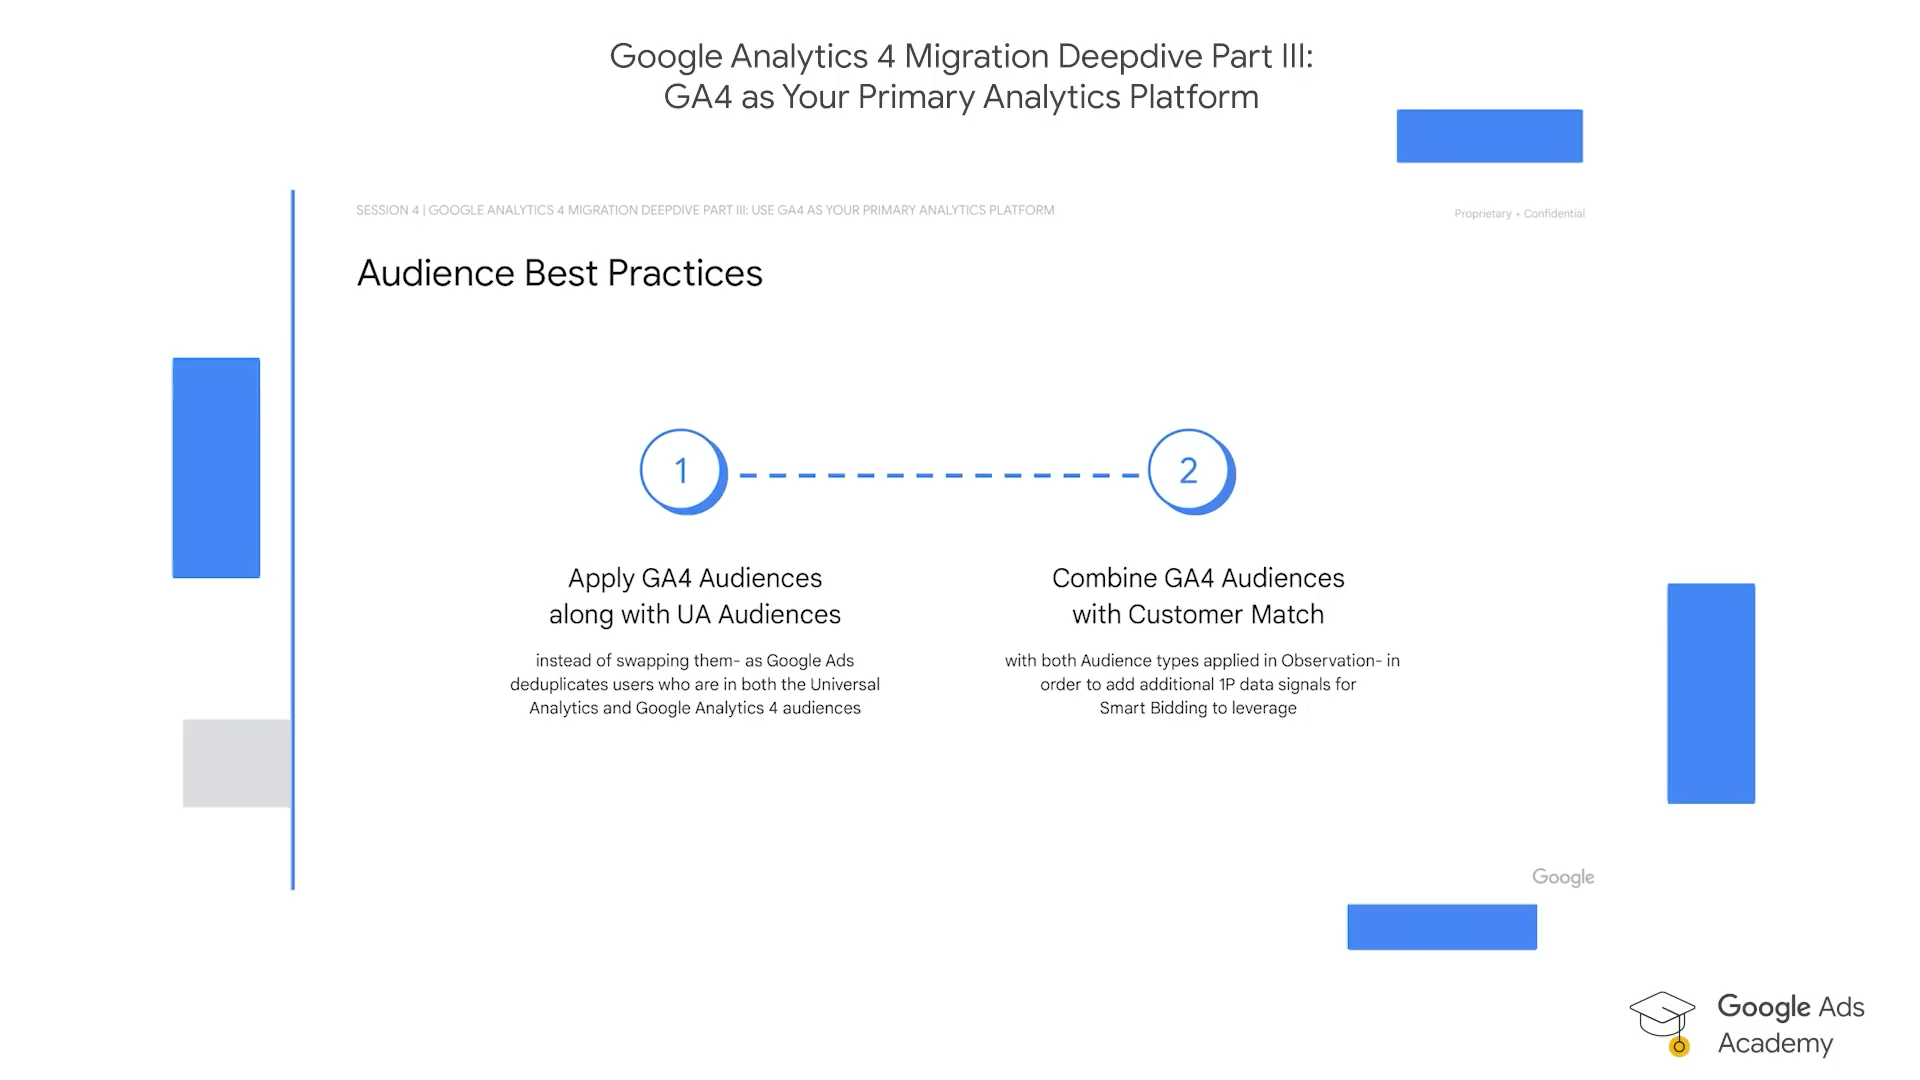 Google Analytics 4 Migration Deepdive Part III:
GA4 as Your Primary Analytics Platform
SESSION 4 | GOOGLE ANALYTICS 4 MIGRATION DEEPDIVE PART III: USE GA4 AS YOUR PRIMARY ANALYTICS PLATFORM
Proprietary + Confidential
Audience Best Practices
1
2
Apply GA4 Audiences
along with UA Audiences
instead of swapping them- as Google Ads
deduplicates users who are in both the Universal
Analytics and Google Analytics 4 audiences
Combine GA4 Audiences
with Customer Match
with both Audience types applied in Observation- in
order to add additional 1P data signals for
Smart Bidding to leverage
Google
Google Ads
Academy